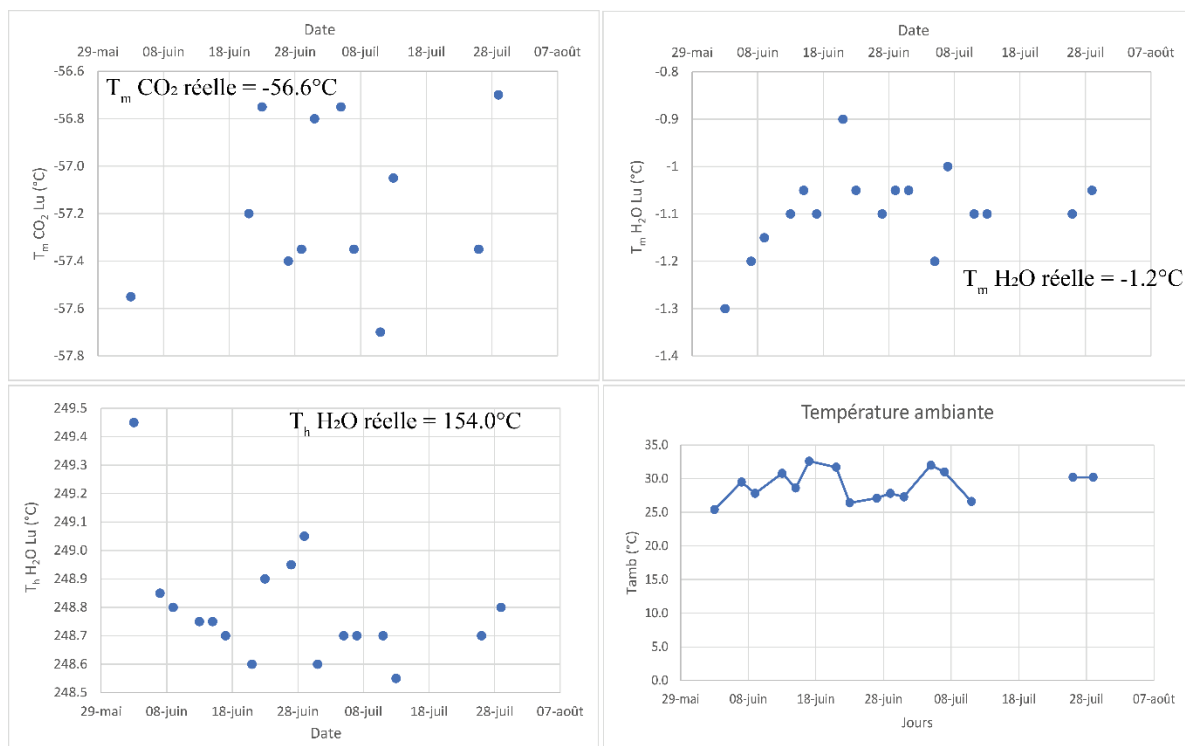 Date
29-mai 08-juin 18-juin 28-juin 08-juil 18-juil 28-juil 07-août
-56.6
-56.8
-57.0
-57.2
-57.4
-57.6
-57.8
T_m CO₂ Lu (°C)
T_m CO₂ réelle = -56.6°C
Date
29-mai 08-juin 18-juin 28-juin 08-juil 18-juil 28-juil 07-août
-0.8
-0.9
-1
-1.1
-1.2
-1.3
-1.4
T_m H2O Lu (°C)
T_m H₂O réelle = -1.2°C
249.5
249.4
249.3
249.2
249.1
249.0
248.9
248.8
248.7
248.6
248.5
T_h H2O Lu (°C)
T_h H₂O réelle = 154.0°C
29-mai 08-juin 18-juin 28-juin 08-juil 18-juil 28-juil 07-août
Date
Température ambiante
35.0
30.0
25.0
20.0
15.0
10.0
5.0
0.0
Tamb (°C)
29-mai 08-juin 18-juin 28-juin 08-juil 18-juil 28-juil 07-août
Jours